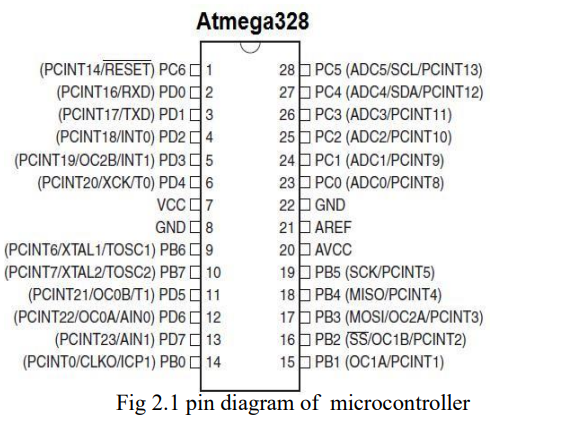 Atmega328
(PCINT14/RESET) PC6 1 28 PC5 (ADC5/SCL/PCINT13)
(PCINT16/RXD) PD0 2 27 PC4 (ADC4/SDA/PCINT12)
(PCINT17/TXD) PD1 3 26 PC3 (ADC3/PCINT11)
(PCINT18/INT0) PD2 4 25 PC2 (ADC2/PCINT10)
(PCINT19/OC2B/INT1) PD3 5 24 PC1 (ADC1/PCINT9)
(PCINT20/XCK/T0) PD4 6 23 PC0 (ADC0/PCINT8)
VCC 7 22 GND
GND 8 21 AREF
(PCINT6/XTAL1/TOSC1) PB6 9 20 AVCC
(PCINT7/XTAL2/TOSC2) PB7 10 19 PB5 (SCK/PCINT5)
(PCINT21/OC0B/T1) PD5 11 18 PB4 (MISO/PCINT4)
(PCINT22/OC0A/AIN0) PD6 12 17 PB3 (MOSI/OC2A/PCINT3)
(PCINT23/AIN1) PD7 13 16 PB2 (SS/OC1B/PCINT2)
(PCINT0/CLKO/ICP1) PB0 14 15 PB1 (OC1A/PCINT1)
Fig 2.1 pin diagram of microcontroller